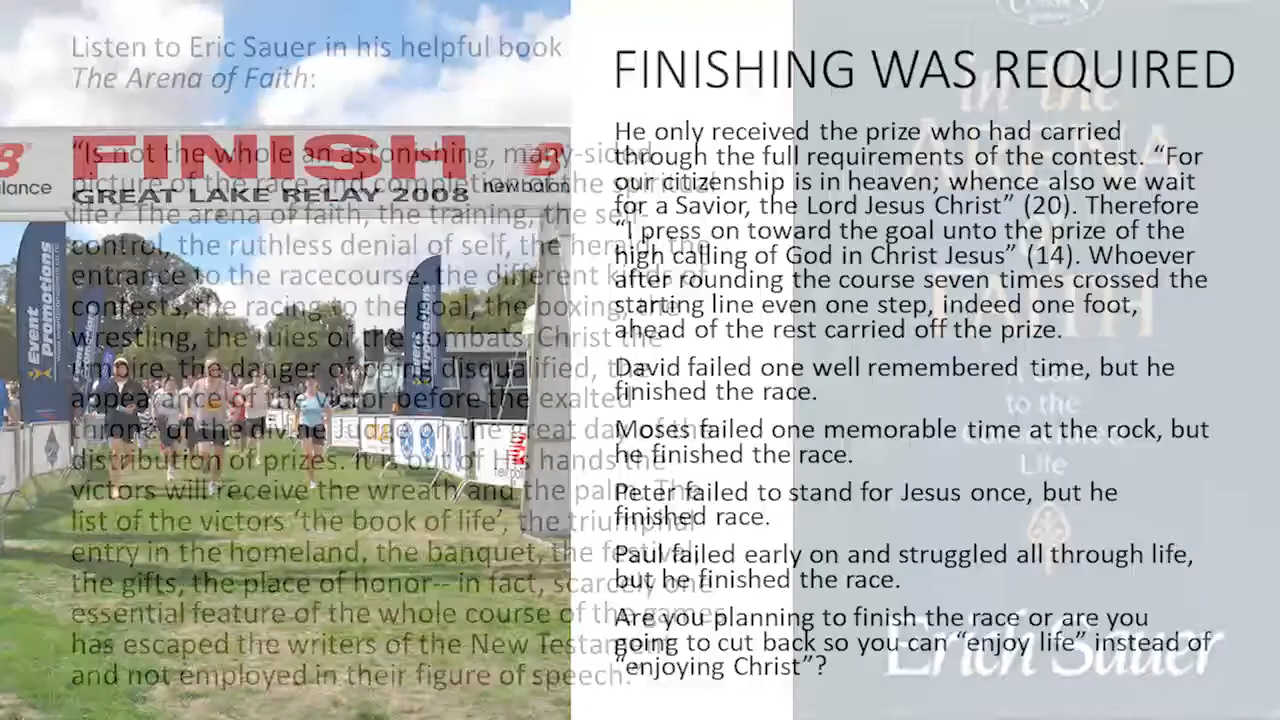 Listen to Eric Sauer in his helpful book
The Arena of Faith:
"Is not the whole an astonishing, many-sided
picture of the race and completion of the spiritual
life? The arena of faith, the training, the self-
control, the ruthless denial of self, the herald, the
entrance to the racecourse, the different kinds of
contests, the racing to the goal, the boxing, the
wrestling, the rules of the combats, Christ the
Umpire, the danger of being disqualified, the
appearance of the victor before the exalted
throne of the divine Judge on the great day of the
distribution of prizes. It is out of His hands the
victors will receive the wreath and the palm. The
list of the victors 'the book of life', the triumphal
entry in the homeland, the banquet, the festival,
the gifts, the place of honor-- in fact, scarcely one
essential feature of the whole course of the games
has escaped the writers of the New Testament
and not employed in their figure of speech."
FINISH
GREAT LAKE RELAY 2008
new balan
alance
Event
Promotions
Event
Promotions
FINISHING WAS REQUIRED
He only received the prize who had carried
through the full requirements of the contest. "For
our citizenship is in heaven; whence also we wait
for a Savior, the Lord Jesus Christ" (20). Therefore
"I press on toward the goal unto the prize of the
high calling of God in Christ Jesus" (14). Whoever
after rounding the course seven times crossed the
starting line even one step, indeed one foot,
ahead of the rest carried off the prize.
David failed one well remembered time, but he
finished the race.
Moses failed one memorable time at the rock, but
he finished the race.
Peter failed to stand for Jesus once, but he
finished race.
Paul failed early on and struggled all through life,
but he finished the race.
Are you planning to finish the race or are you
going to cut back so you can "enjoy life" instead of
"enjoying Christ"?
in the
ARENA
of
FAITH
to the
Life
Erich Sauer